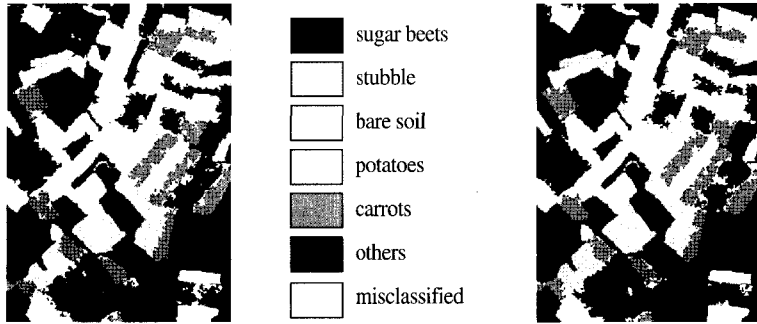 sugar beets
stubble
bare soil
potatoes
carrots
others
misclassified